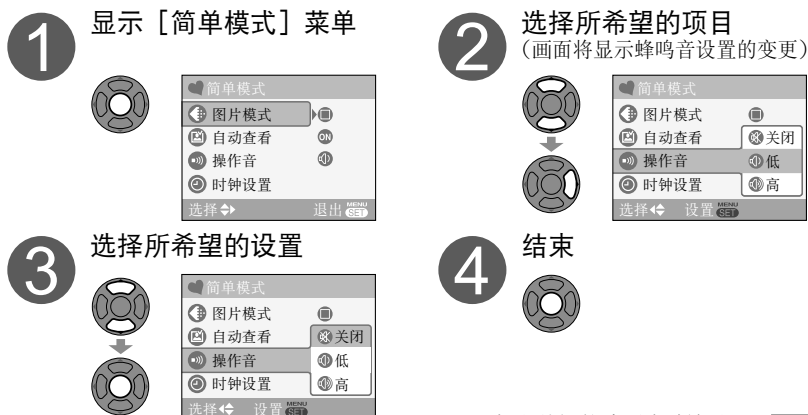 1
显示［简单模式］菜单
简单模式
图片模式
自动查看 ON
操作音
时钟设置
选择 退出 MENU SET
2
选择所希望的项目
（画面将显示蜂鸣音设置的变更）
简单模式
图片模式
自动查看 关闭
操作音 低
时钟设置 高
选择 设置 MENU SET
3
选择所希望的设置
简单模式
图片模式
自动查看 关闭
操作音 低
时钟设置 高
选择 设置 MENU SET
4
结束